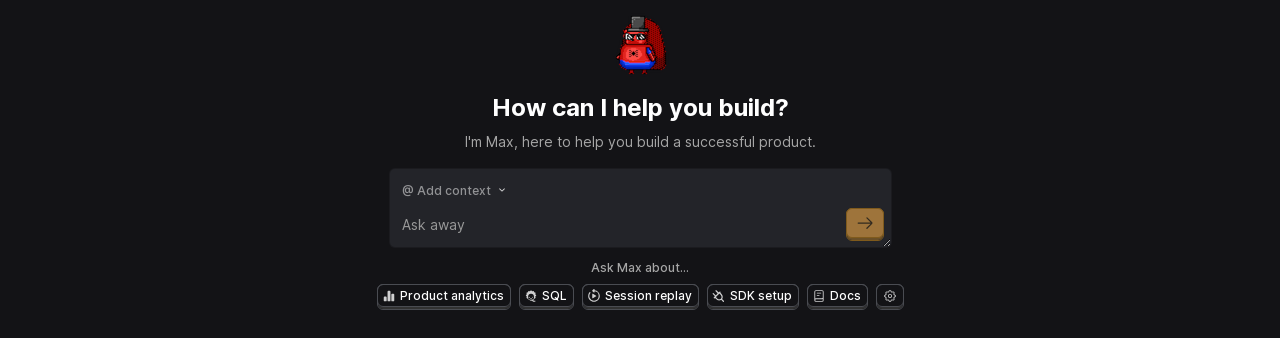 How can I help you build?
I'm Max, here to help you build a successful product.
@ Add context
Ask away
Ask Max about...
Product analytics SQL Session replay SDK setup Docs